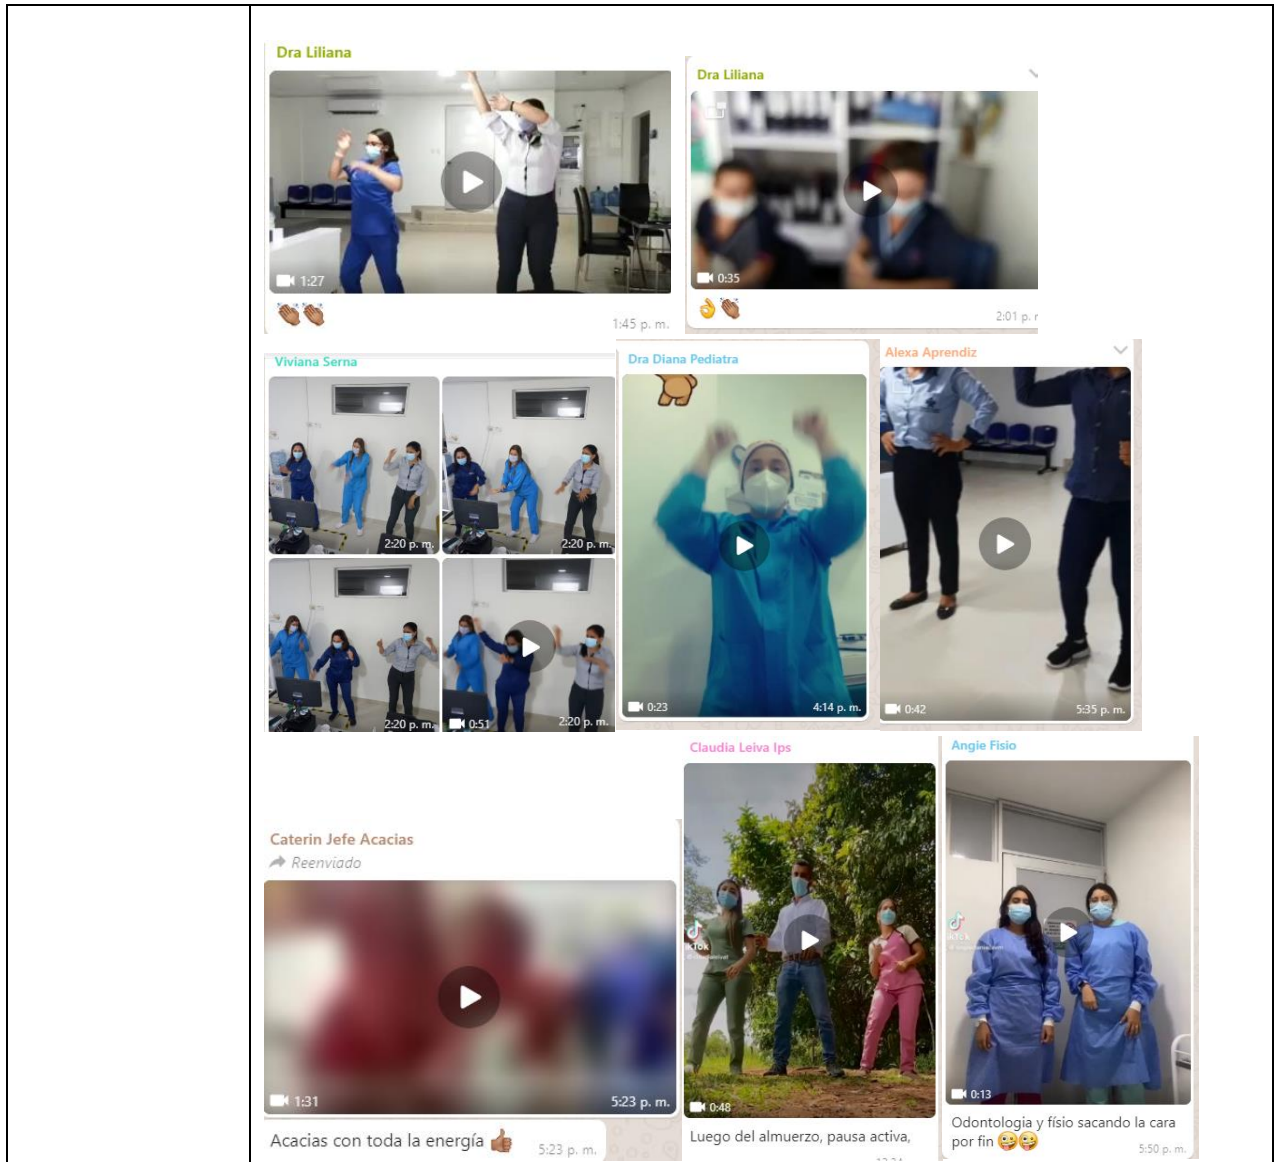 Dra Liliana
1:27
1:45 p. m.
Dra Liliana
0:35
2:01 p.
Viviana Serna
2:20 p. m.
2:20 p. m.
2:20 p. m.
0:51
2:20 p. m.
Dra Diana Pediatra
0:23
4:14 p. m.
Alexa Aprendiz
0:42
5:35 p. m.
Caterin Jefe Acacias
Reenviado
1:31
5:23 p. m.
Acacias con toda la energía 👍🏽
5:23 p. m.
Claudia Leiva Ips
0:48
Luego del almuerzo, pausa activa,
Angie Fisio
0:13
Odontologia y físio sacando la cara
por fin 🤪🤪
5:50 p. m.